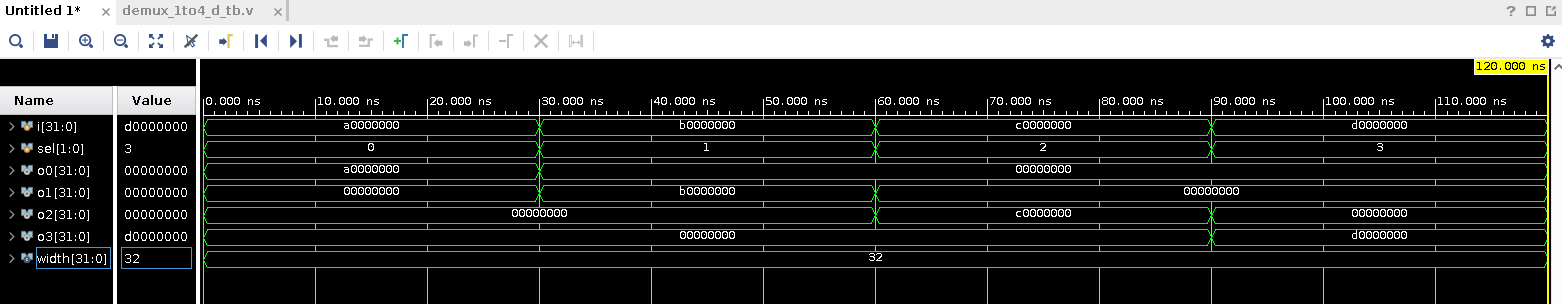 Untitled 1* × demux_1to4_d_tb.v × ?
120.000 ns
Name Value 0.000 ns 10.000 ns 20.000 ns 30.000 ns 40.000 ns 50.000 ns 60.000 ns 70.000 ns 80.000 ns 90.000 ns 100.000 ns 110.000 ns
i[31:0] d0000000 a0000000 b0000000 c0000000 d0000000
sel[1:0] 3 0 1 2 3
o0[31:0] 00000000 a0000000 00000000
o1[31:0] 00000000 00000000 b0000000 00000000
o2[31:0] 00000000 00000000 c0000000 00000000
o3[31:0] d0000000 00000000 d0000000
width[31:0] 32 32